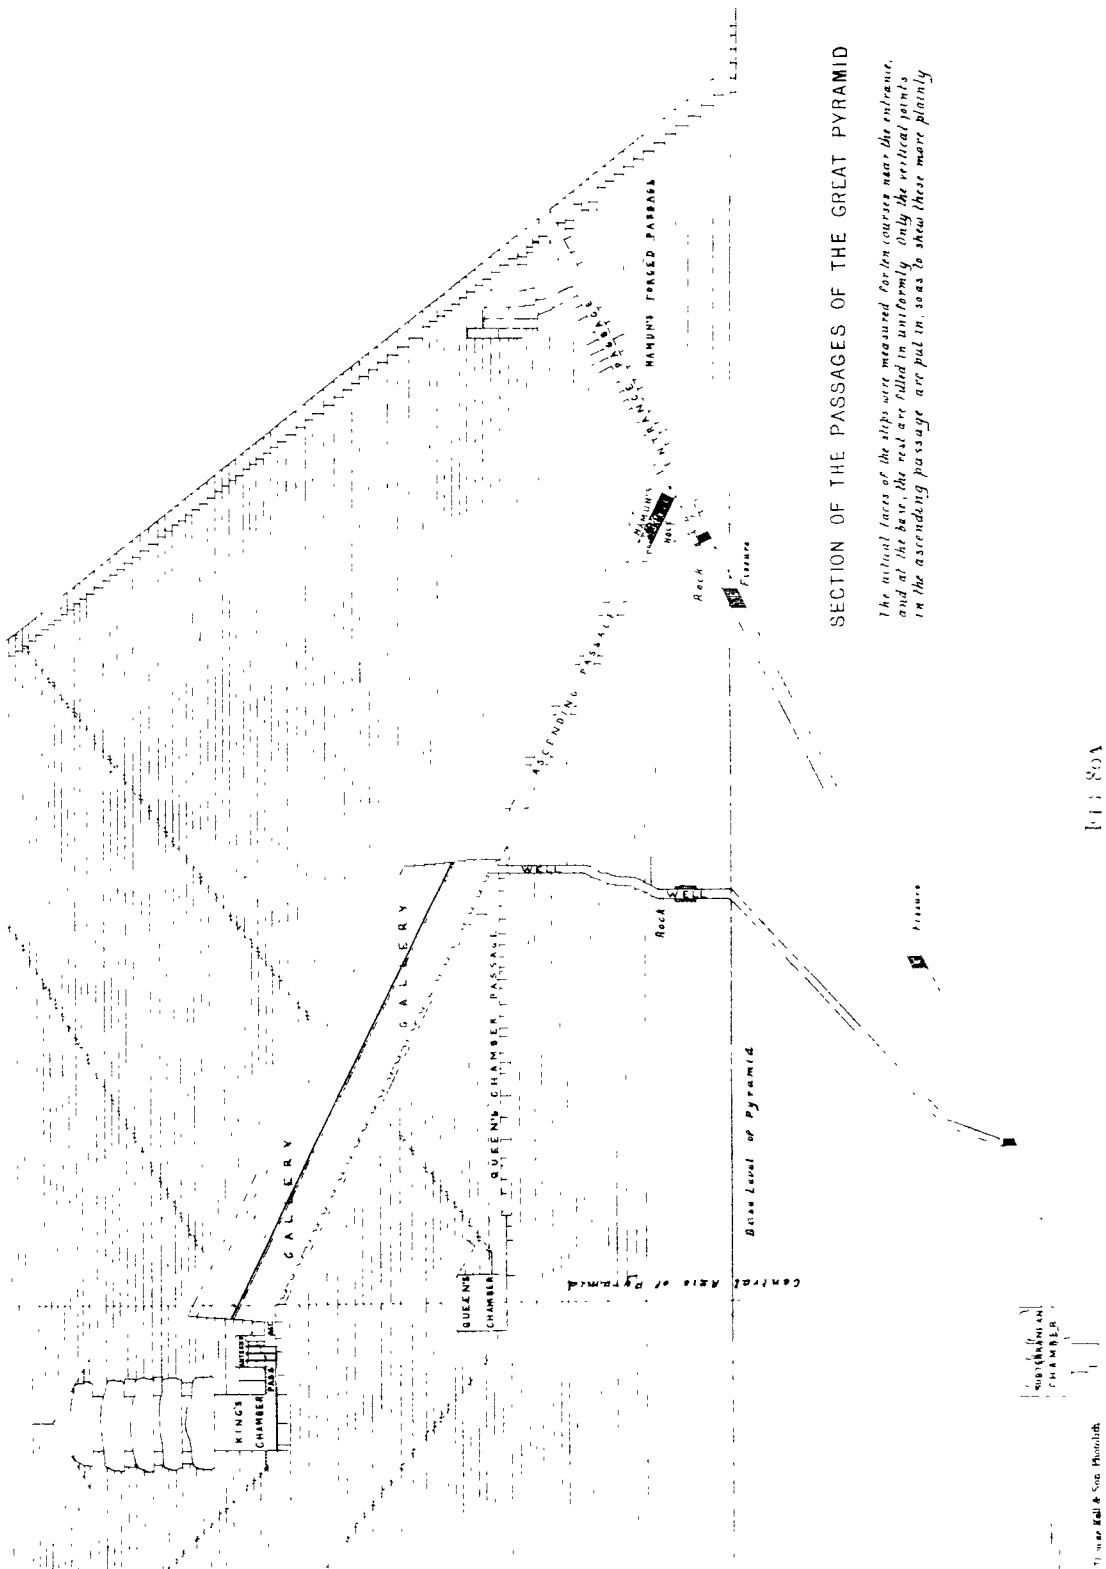 SECTION OF THE PASSAGES OF THE GREAT PYRAMID
The actual faces of the steps were measured for ten courses near the entrance,
and at the base, the rest are filled in uniformly Only the vertical joints
in the ascending passage are put in, so as to shew these more plainly
MAMUN'S FORCED PASSAGE
ENTRANCE PASSAGE
MAMUN'S
HOLE
Rock
Fissure
ASCENDING PASSAGE
WELL
WELL
Rock
Fissure
GALLERY
GALLERY
QUEEN'S CHAMBER PASSAGE
QUEEN'S
CHAMBER
Base Level of Pyramid
Central Axis of Pyramid
KING'S
CHAMBER
PASS
SUBTERRANEAN
CHAMBER
Kell & Son Photolith